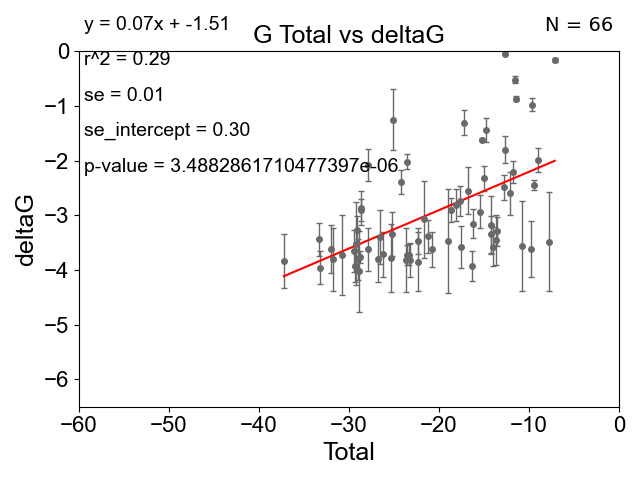 y = 0.07x + -1.51
N = 66
G Total vs deltaG
r^2 = 0.29
se = 0.01
se_intercept = 0.30
p-value = 3.4882861710477397e-06
deltaG
0
−1
−2
−3
−4
−5
−6
−60
−50
−40
−30
−20
−10
0
Total